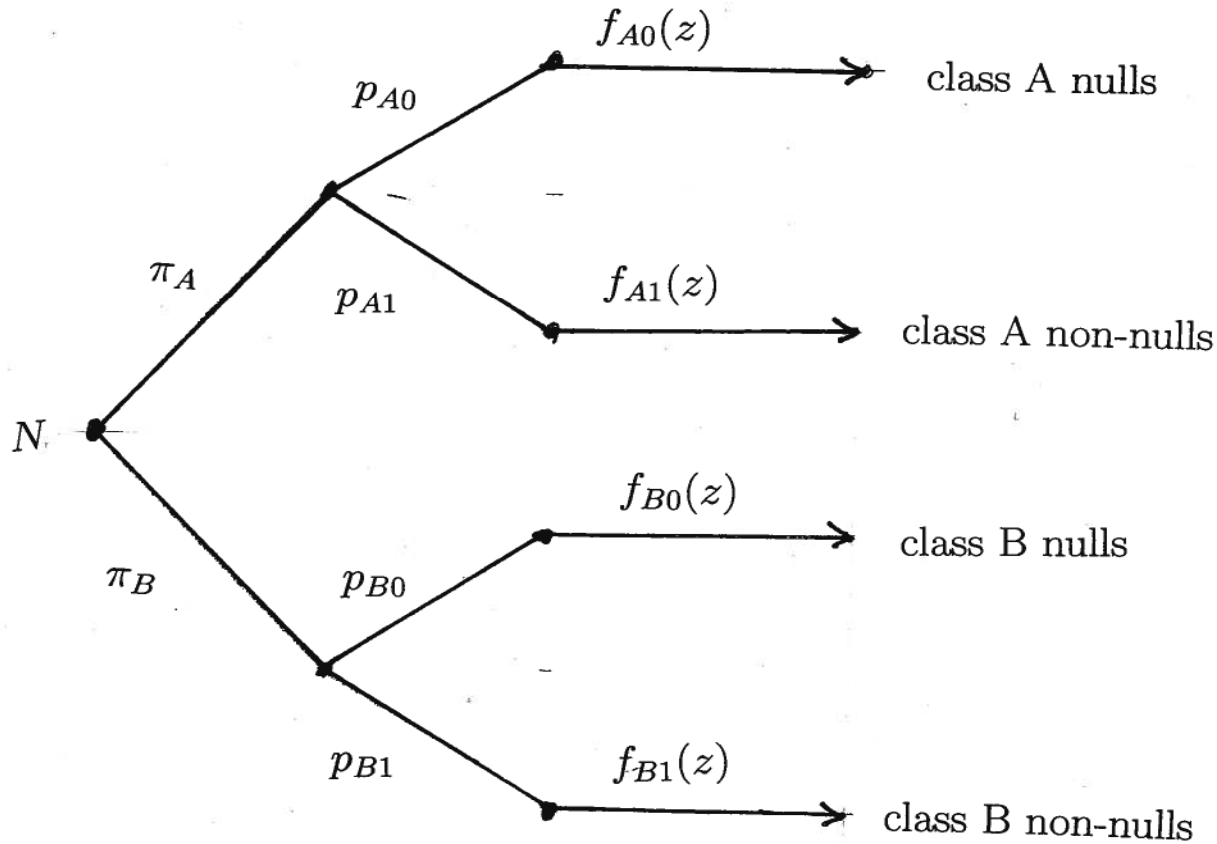 f_{A0}(z)
class A nulls
p_{A0}
π_A
p_{A1}
f_{A1}(z)
class A non-nulls
N
f_{B0}(z)
class B nulls
π_B
p_{B0}
p_{B1}
f_{B1}(z)
class B non-nulls